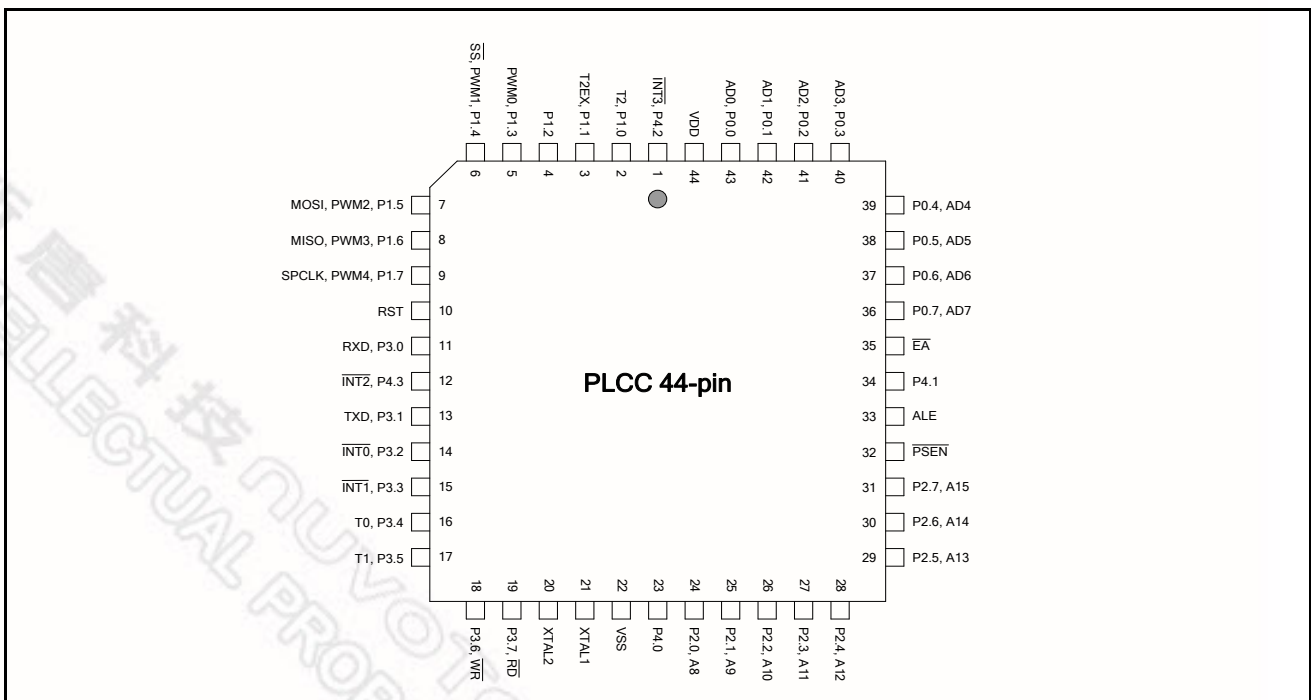 SS, PWM1, P1.4
PWM0, P1.3
P1.2
T2EX, P1.1
T2, P1.0
INT3, P4.2
VDD
AD0, P0.0
AD1, P0.1
AD2, P0.2
AD3, P0.3
6
5
4
3
2
1
44
43
42
41
40
MOSI, PWM2, P1.5
7
MISO, PWM3, P1.6
8
SPCLK, PWM4, P1.7
9
RST
10
RXD, P3.0
11
INT2, P4.3
12
TXD, P3.1
13
INT0, P3.2
14
INT1, P3.3
15
T0, P3.4
16
T1, P3.5
17
PLCC 44-pin
39
P0.4, AD4
38
P0.5, AD5
37
P0.6, AD6
36
P0.7, AD7
35
EA
34
P4.1
33
ALE
32
PSEN
31
P2.7, A15
30
P2.6, A14
29
P2.5, A13
18
19
20
21
22
23
24
25
26
27
28
P3.6, WR
P3.7, RD
XTAL2
XTAL1
VSS
P4.0
P2.0, A8
P2.1, A9
P2.2, A10
P2.3, A11
P2.4, A12
唐科技 nuvoTo
ELLECTUAL PROP